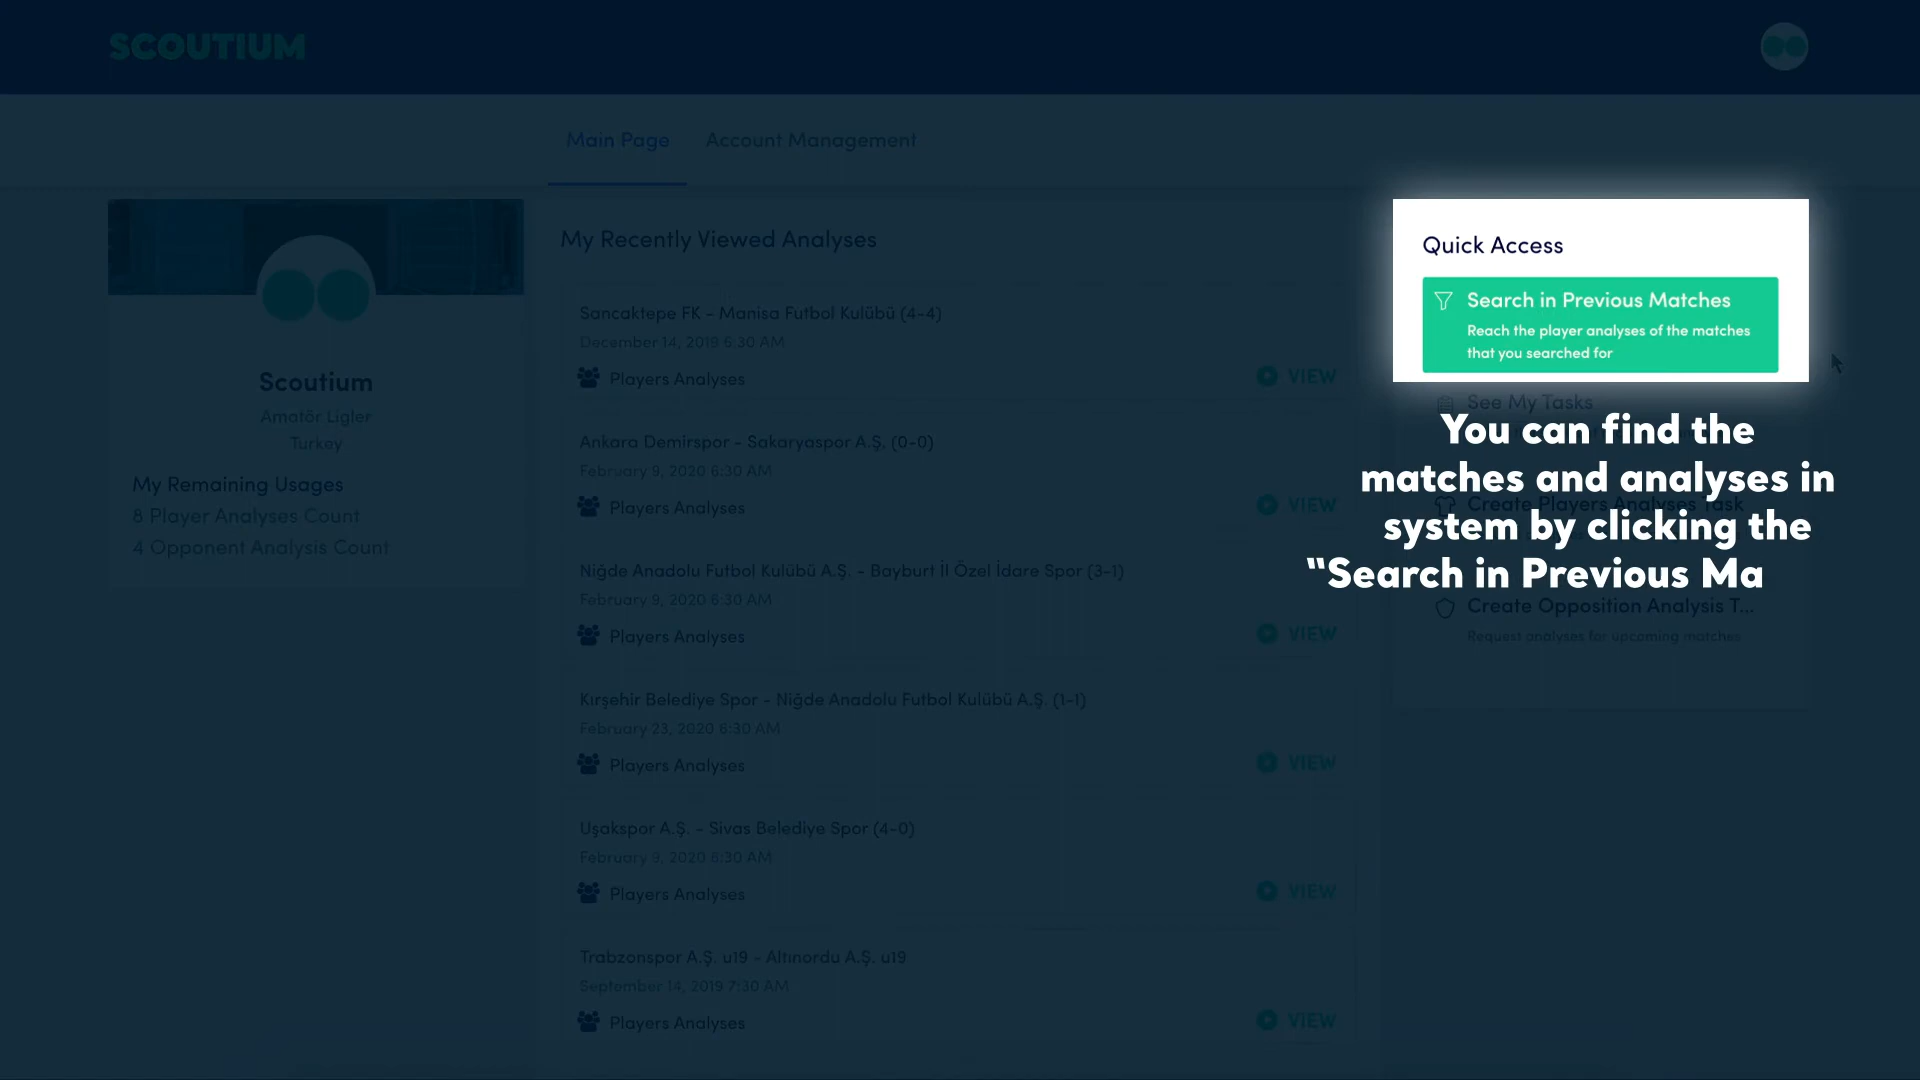 SCOUTIUM
Main Page
Account Management
Scoutium
Amatör Ligler
Turkey
My Remaining Usages
8 Player Analyses Count
4 Opponent Analysis Count
My Recently Viewed Analyses
Sancaktepe FK - Manisa Futbol Kulübü (4-4)
December 14, 2019 6:30 AM
Players Analyses
VIEW
Ankara Demirspor - Sakaryaspor A.Ş. (0-0)
February 9, 2020 6:30 AM
Players Analyses
VIEW
Niğde Anadolu Futbol Kulübü A.Ş. - Bayburt İl Özel İdare Spor (3-1)
February 9, 2020 6:30 AM
Players Analyses
VIEW
Kırşehir Belediye Spor - Niğde Anadolu Futbol Kulübü A.Ş. (1-1)
February 23, 2020 6:30 AM
Players Analyses
VIEW
Uşakspor A.Ş. - Sivas Belediye Spor (4-0)
February 9, 2020 6:30 AM
Players Analyses
VIEW
Trabzonspor A.Ş. u19 - Altınordu A.Ş. u19
September 14, 2019 7:30 AM
Players Analyses
VIEW
Quick Access
Search in Previous Matches
Reach the player analyses of the matches
that you searched for
See My Tasks
You can find the
matches and analyses in
Create Players Analyses Task
system by clicking the
“Search in Previous Ma
Create Opposition Analysis T...
Request analyses for upcoming matches